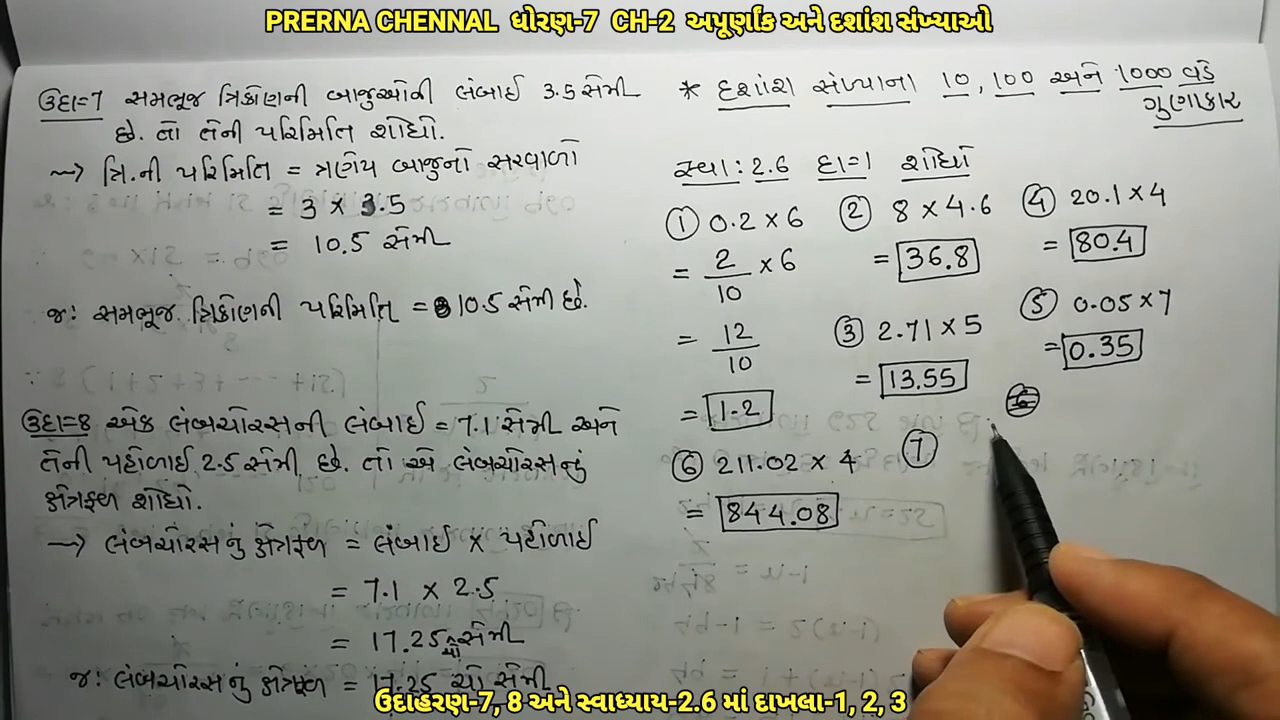 PRERNA CHENNAL ધોરણ-7 CH-2 અપૂર્ણાંક અને દશાંશ સંખ્યાઓ
ઉદા=7 સમભૂજ ત્રિકોણની બાજુઓની લંબાઈ 3.5 સેમી
છે. તો તેની પરિમિતિ શોધો.
→ ત્રિ.ની પરિમિતિ = ત્રણેય બાજુનો સરવાળો
= 3 × 3.5
= 10.5 સેમી
જ: સમભૂજ ત્રિકોણની પરિમિતિ = 10.5 સેમી છે.
ઉદા=8 એક લંબચોરસની લંબાઈ = 7.1 સેમી અને
તેની પહોળાઈ 2.5 સેમી છે. તો એ લંબચોરસનું
ક્ષેત્રફળ શોધો.
→ લંબચોરસનું ક્ષેત્રફળ = લંબાઈ × પહોળાઈ
= 7.1 × 2.5
= 17.25 ચો સેમી
જ: લંબચોરસનું ક્ષેત્રફળ = 17.25 ચો સેમી
* દશાંશ સંખ્યાના 10, 100 અને 1000 વડે
ગુણાકાર
સ્વા: 2.6 દા=1 શોધો
① 0.2 × 6
= 2/10 × 6
= 12/10
= 1.2
② 8 × 4.6
= 36.8
③ 2.71 × 5
= 13.55
④ 20.1 × 4
= 80.4
⑤ 0.05 × 7
= 0.35
⑥ 211.02 × 4
= 844.08
⑦
ઉદાહરણ-7, 8 અને સ્વાધ્યાય-2.6 માં દાખલા-1, 2, 3